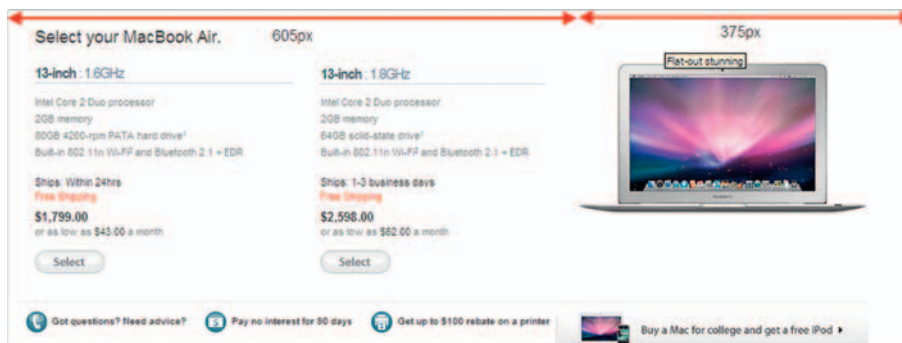 605px
375px
Select your MacBook Air.
Flat-out stunning
13-inch : 1.6GHz
Intel Core 2 Duo processor
2GB memory
80GB 4200-rpm PATA hard drive¹
Built-in 802.11n Wi-Fi² and Bluetooth 2.1 + EDR
Ships: Within 24hrs
Free Shipping
$1,799.00
or as low as $43.00 a month
Select
13-inch : 1.8GHz
Intel Core 2 Duo processor
2GB memory
64GB solid-state drive¹
Built-in 802.11n Wi-Fi² and Bluetooth 2.1 + EDR
Ships: 1-3 business days
Free Shipping
$2,598.00
or as low as $62.00 a month
Select
Got questions? Need advice?
Pay no interest for 90 days
Get up to $100 rebate on a printer
Buy a Mac for college and get a free iPod